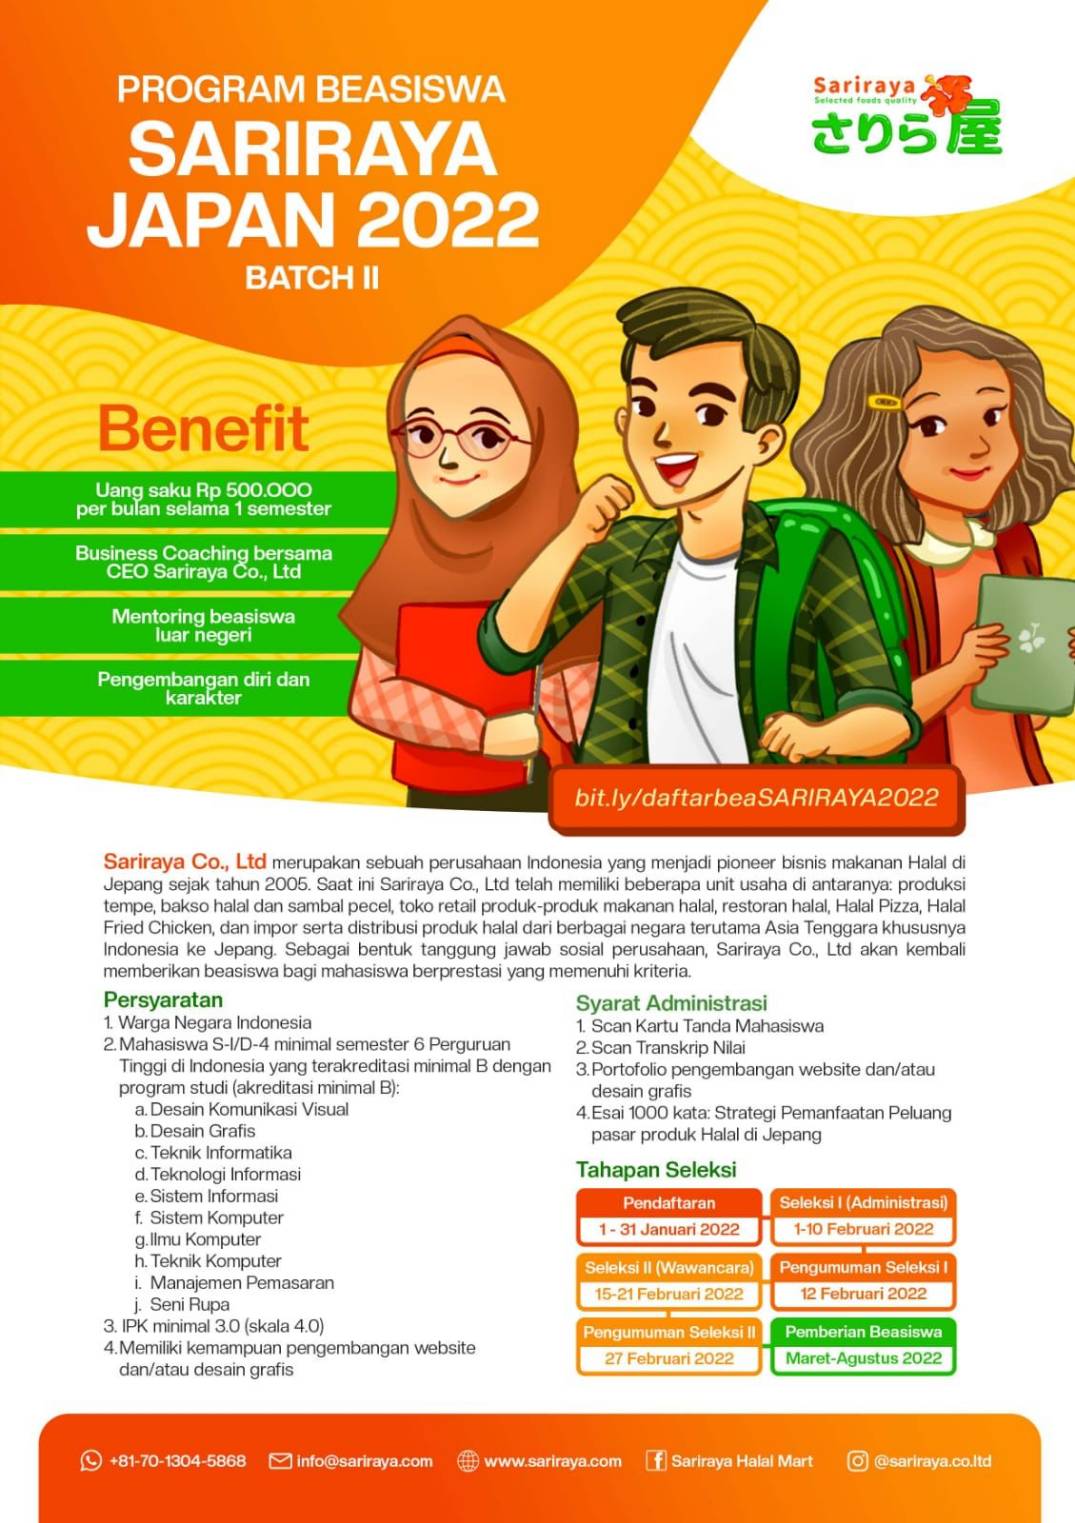 PROGRAM BEASISWA
SARIRAYA
JAPAN 2022
BATCH II
Sariraya
Selected foods quality
さりら屋
Benefit
Uang saku Rp 500.000
per bulan selama 1 semester
Business Coaching bersama
CEO Sariraya Co., Ltd
Mentoring beasiswa
luar negeri
Pengembangan diri dan
karakter
bit.ly/daftarbeaSARIRAYA2022
Sariraya Co., Ltd merupakan sebuah perusahaan Indonesia yang menjadi pioneer bisnis makanan Halal di
Jepang sejak tahun 2005. Saat ini Sariraya Co., Ltd telah memiliki beberapa unit usaha di antaranya: produksi
tempe, bakso halal dan sambal pecel, toko retail produk-produk makanan halal, restoran halal, Halal Pizza, Halal
Fried Chicken, dan impor serta distribusi produk halal dari berbagai negara terutama Asia Tenggara khususnya
Indonesia ke Jepang. Sebagai bentuk tanggung jawab sosial perusahaan, Sariraya Co., Ltd akan kembali
memberikan beasiswa bagi mahasiswa berprestasi yang memenuhi kriteria.
Persyaratan
1. Warga Negara Indonesia
2. Mahasiswa S-I/D-4 minimal semester 6 Perguruan
Tinggi di Indonesia yang terakreditasi minimal B dengan
program studi (akreditasi minimal B):
a. Desain Komunikasi Visual
b. Desain Grafis
c. Teknik Informatika
d. Teknologi Informasi
e. Sistem Informasi
f. Sistem Komputer
g. Ilmu Komputer
h. Teknik Komputer
i. Manajemen Pemasaran
j. Seni Rupa
3. IPK minimal 3.0 (skala 4.0)
4. Memiliki kemampuan pengembangan website
dan/atau desain grafis
Syarat Administrasi
1. Scan Kartu Tanda Mahasiswa
2. Scan Transkrip Nilai
3. Portofolio pengembangan website dan/atau
desain grafis
4. Esai 1000 kata: Strategi Pemanfaatan Peluang
pasar produk Halal di Jepang
Tahapan Seleksi
Pendaftaran
1 - 31 Januari 2022
Seleksi I (Administrasi)
1-10 Februari 2022
Seleksi II (Wawancara)
15-21 Februari 2022
Pengumuman Seleksi I
12 Februari 2022
Pengumuman Seleksi II
27 Februari 2022
Pemberian Beasiswa
Maret-Agustus 2022
+81-70-1304-5868
info@sariraya.com
www.sariraya.com
Sariraya Halal Mart
@sariraya.co.ltd